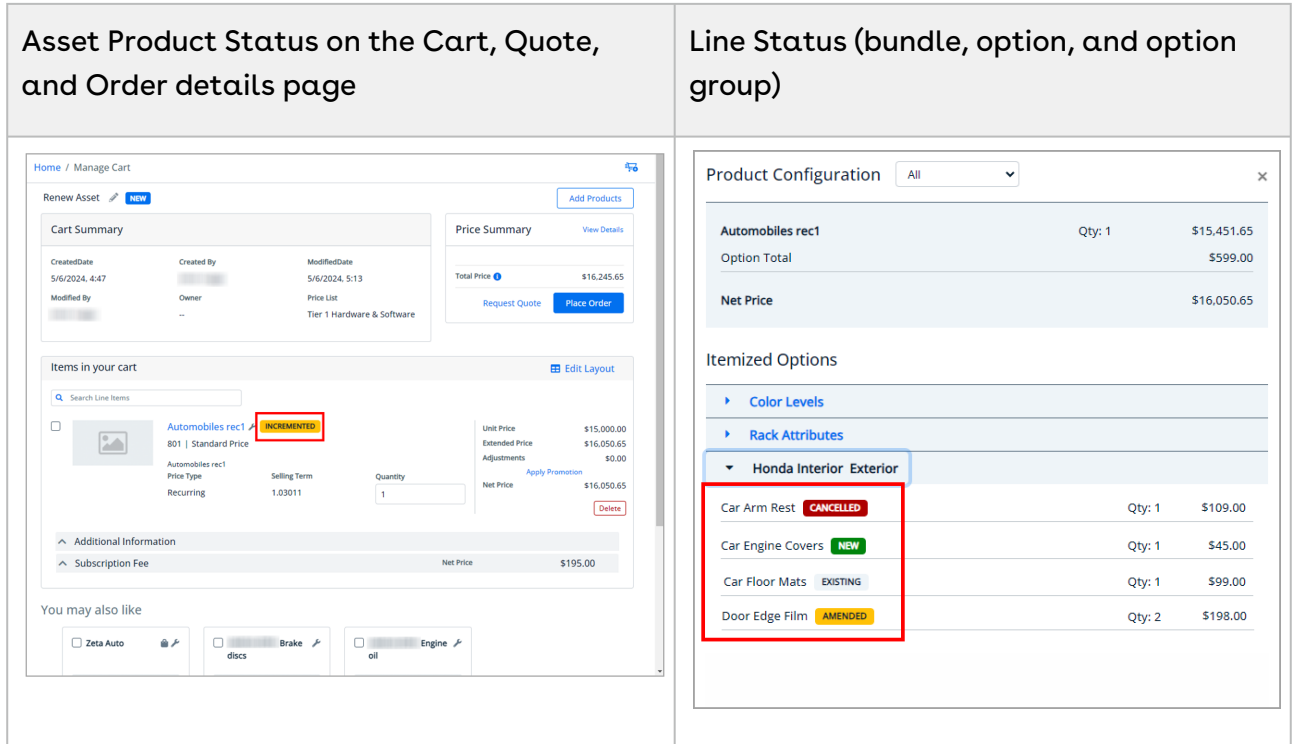 Asset Product Status on the Cart, Quote,
and Order details page
Line Status (bundle, option, and option
group)
Home / Manage Cart
Renew Asset NEW
Add Products
Cart Summary
CreatedDate Created By ModifiedDate
5/6/2024, 4:47 5/6/2024, 5:13
Modified By Owner Price List
-- Tier 1 Hardware & Software
Price Summary View Details
Total Price $16,245.65
Request Quote Place Order
Items in your cart Edit Layout
Search Line Items
Automobiles rec1 INCREMENTED
801 | Standard Price
Automobiles rec1
Price Type Selling Term Quantity
Recurring 1.03011 1
Unit Price $15,000.00
Extended Price $16,050.65
Adjustments $0.00
Apply Promotion
Net Price $16,050.65
Delete
Additional Information
Subscription Fee Net Price $195.00
You may also like
Zeta Auto
Brake
discs
Engine
oil
Product Configuration All ×
Automobiles rec1 Qty: 1 $15,451.65
Option Total $599.00
Net Price $16,050.65
Itemized Options
Color Levels
Rack Attributes
Honda Interior Exterior
Car Arm Rest CANCELLED Qty: 1 $109.00
Car Engine Covers NEW Qty: 1 $45.00
Car Floor Mats EXISTING Qty: 1 $99.00
Door Edge Film AMENDED Qty: 2 $198.00